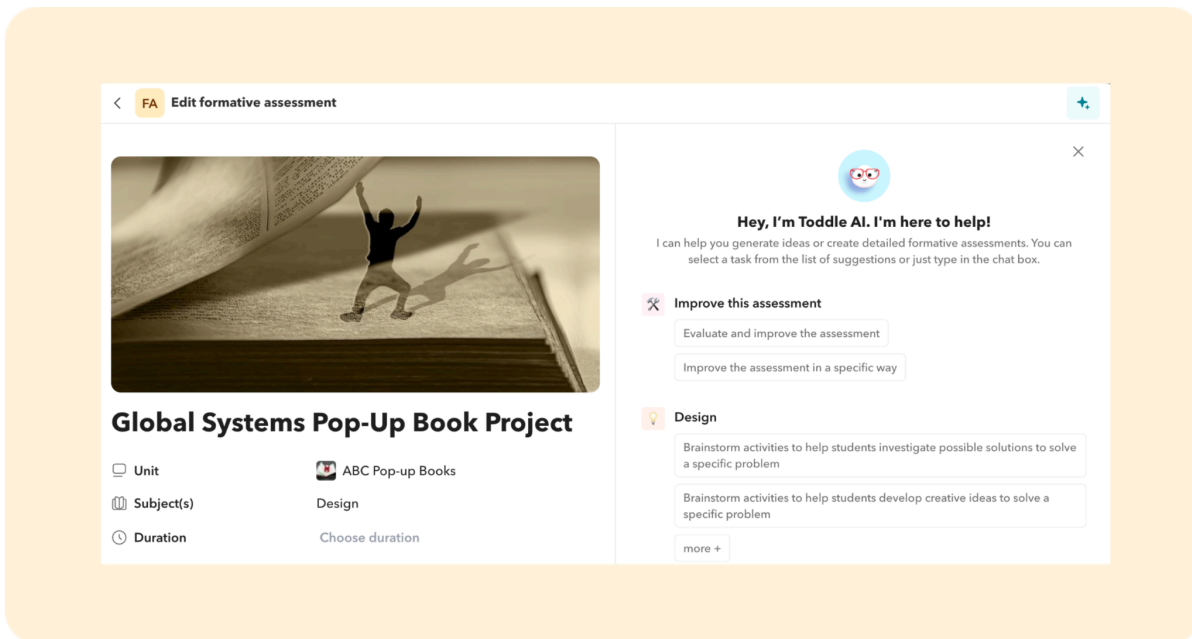 FA Edit formative assessment
Hey, I'm Toddle AI. I'm here to help!
I can help you generate ideas or create detailed formative assessments. You can
select a task from the list of suggestions or just type in the chat box.
Improve this assessment
Evaluate and improve the assessment
Improve the assessment in a specific way
Design
Brainstorm activities to help students investigate possible solutions to solve
a specific problem
Brainstorm activities to help students develop creative ideas to solve a
specific problem
more +
Global Systems Pop-Up Book Project
Unit ABC Pop-up Books
Subject(s) Design
Duration Choose duration